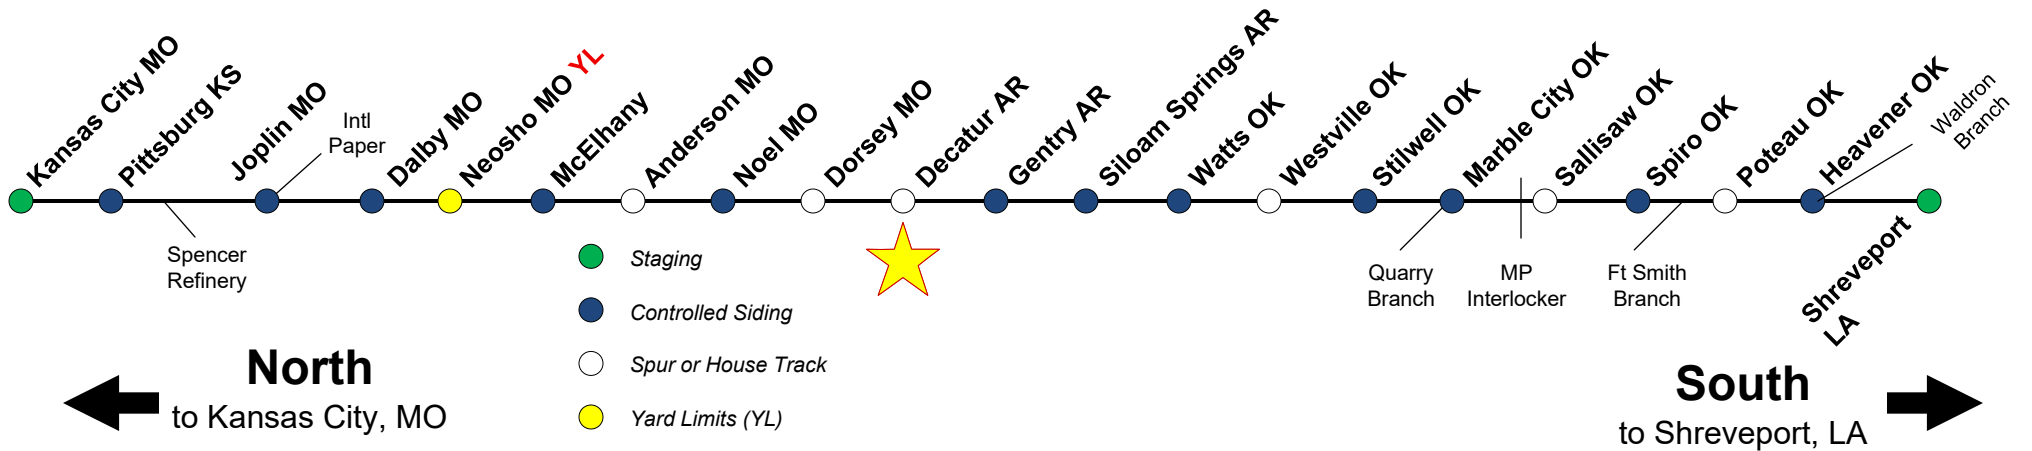 Kansas City MO
Pittsburg KS
Joplin MO
Intl
Paper
Dalby MO
Neosho MO YL
McElhany
Anderson MO
Noel MO
Dorsey MO
Decatur AR
Gentry AR
Siloam Springs AR
Watts OK
Westville OK
Stilwell OK
Marble City OK
Sallisaw OK
Spiro OK
Poteau OK
Heavener OK
Waldron
Branch
Spencer
Refinery
Quarry
Branch
MP
Interlocker
Ft Smith
Branch
Shreveport
LA
Staging
Controlled Siding
Spur or House Track
Yard Limits (YL)
North
to Kansas City, MO
South
to Shreveport, LA